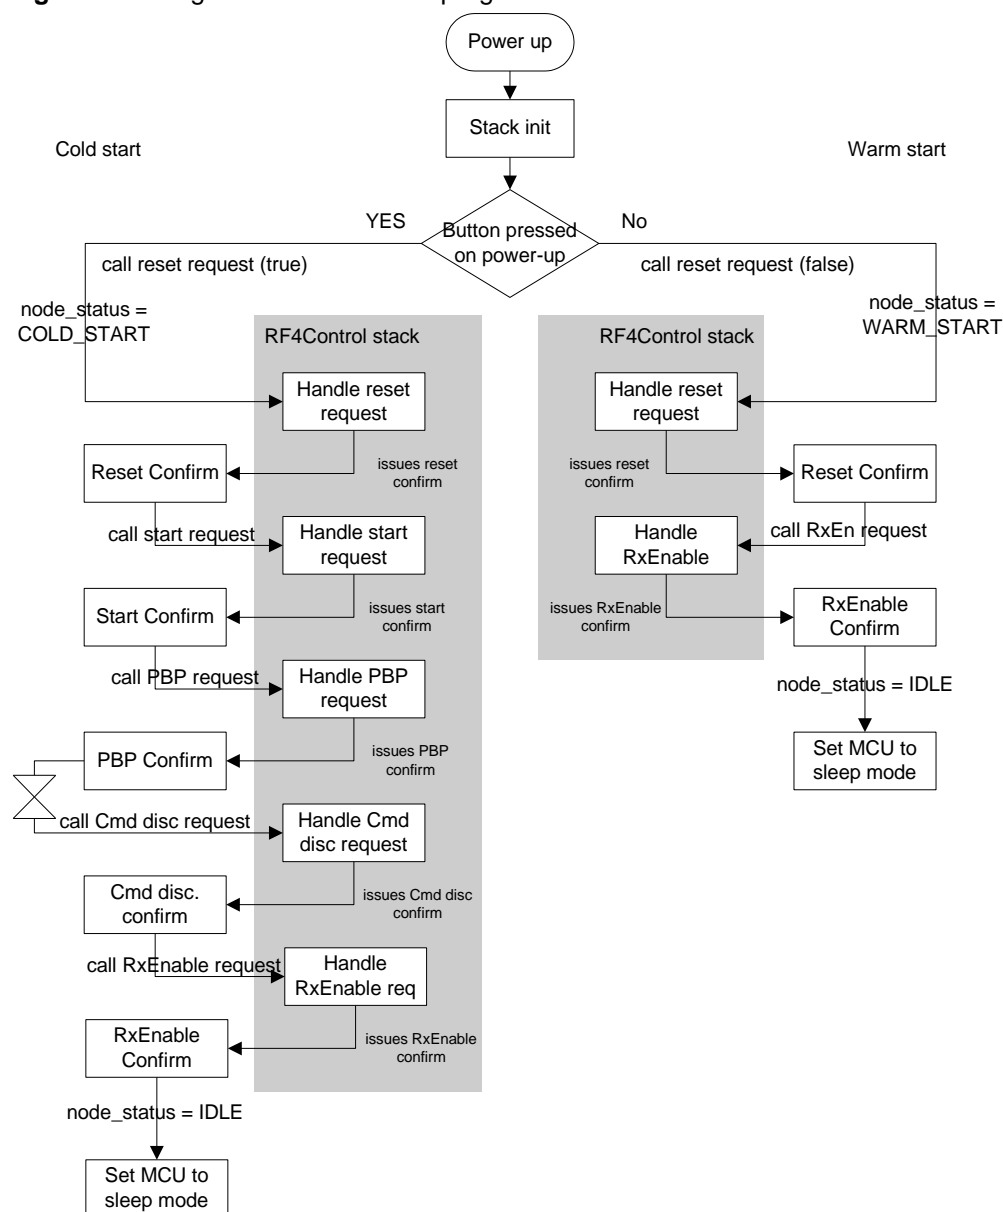 Power up
Stack init
Cold start
Warm start
YES
Button pressed
on power-up
No
call reset request (true)
call reset request (false)
node_status =
COLD_START
node_status =
WARM_START
RF4Control stack
RF4Control stack
Handle reset
request
Handle reset
request
Reset Confirm
issues reset
confirm
issues reset
confirm
Reset Confirm
call start request
Handle start
request
Handle
RxEnable
call RxEn request
Start Confirm
issues start
confirm
issues RxEnable
confirm
RxEnable
Confirm
call PBP request
Handle PBP
request
node_status = IDLE
PBP Confirm
issues PBP
confirm
Set MCU to
sleep mode
call Cmd disc request
Handle Cmd
disc request
Cmd disc.
confirm
issues Cmd disc
confirm
call RxEnable request
Handle
RxEnable req
RxEnable
Confirm
issues RxEnable
confirm
node_status = IDLE
Set MCU to
sleep mode